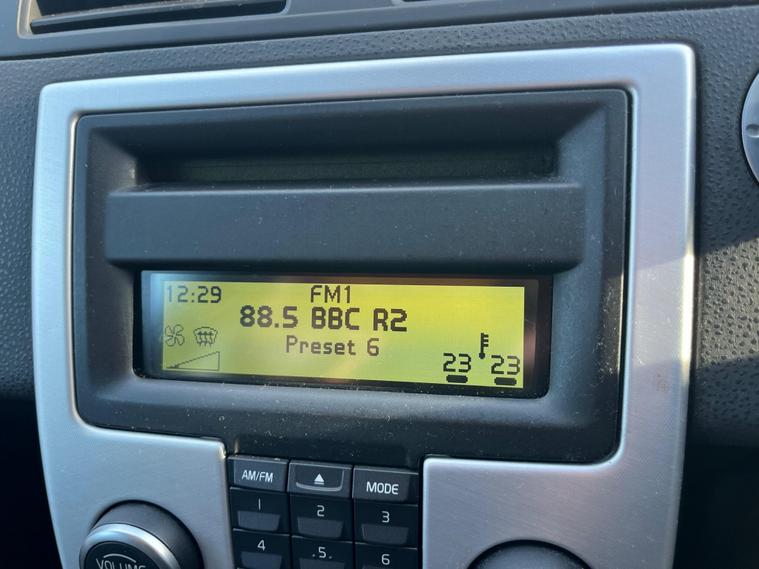 12:29 FM1
88.5 BBC R2
Preset 6
23 23
AM/FM MODE
1 2 3
4 .5. 6
VOLUME